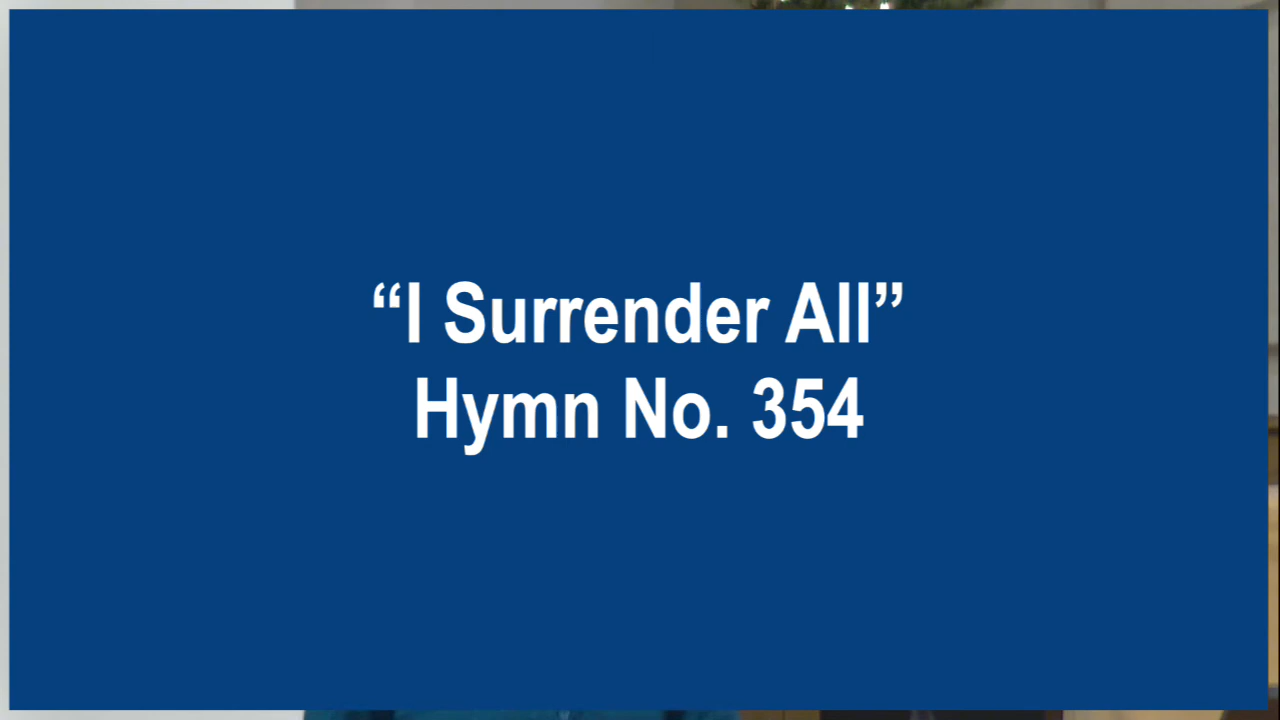 “I Surrender All”
Hymn No. 354